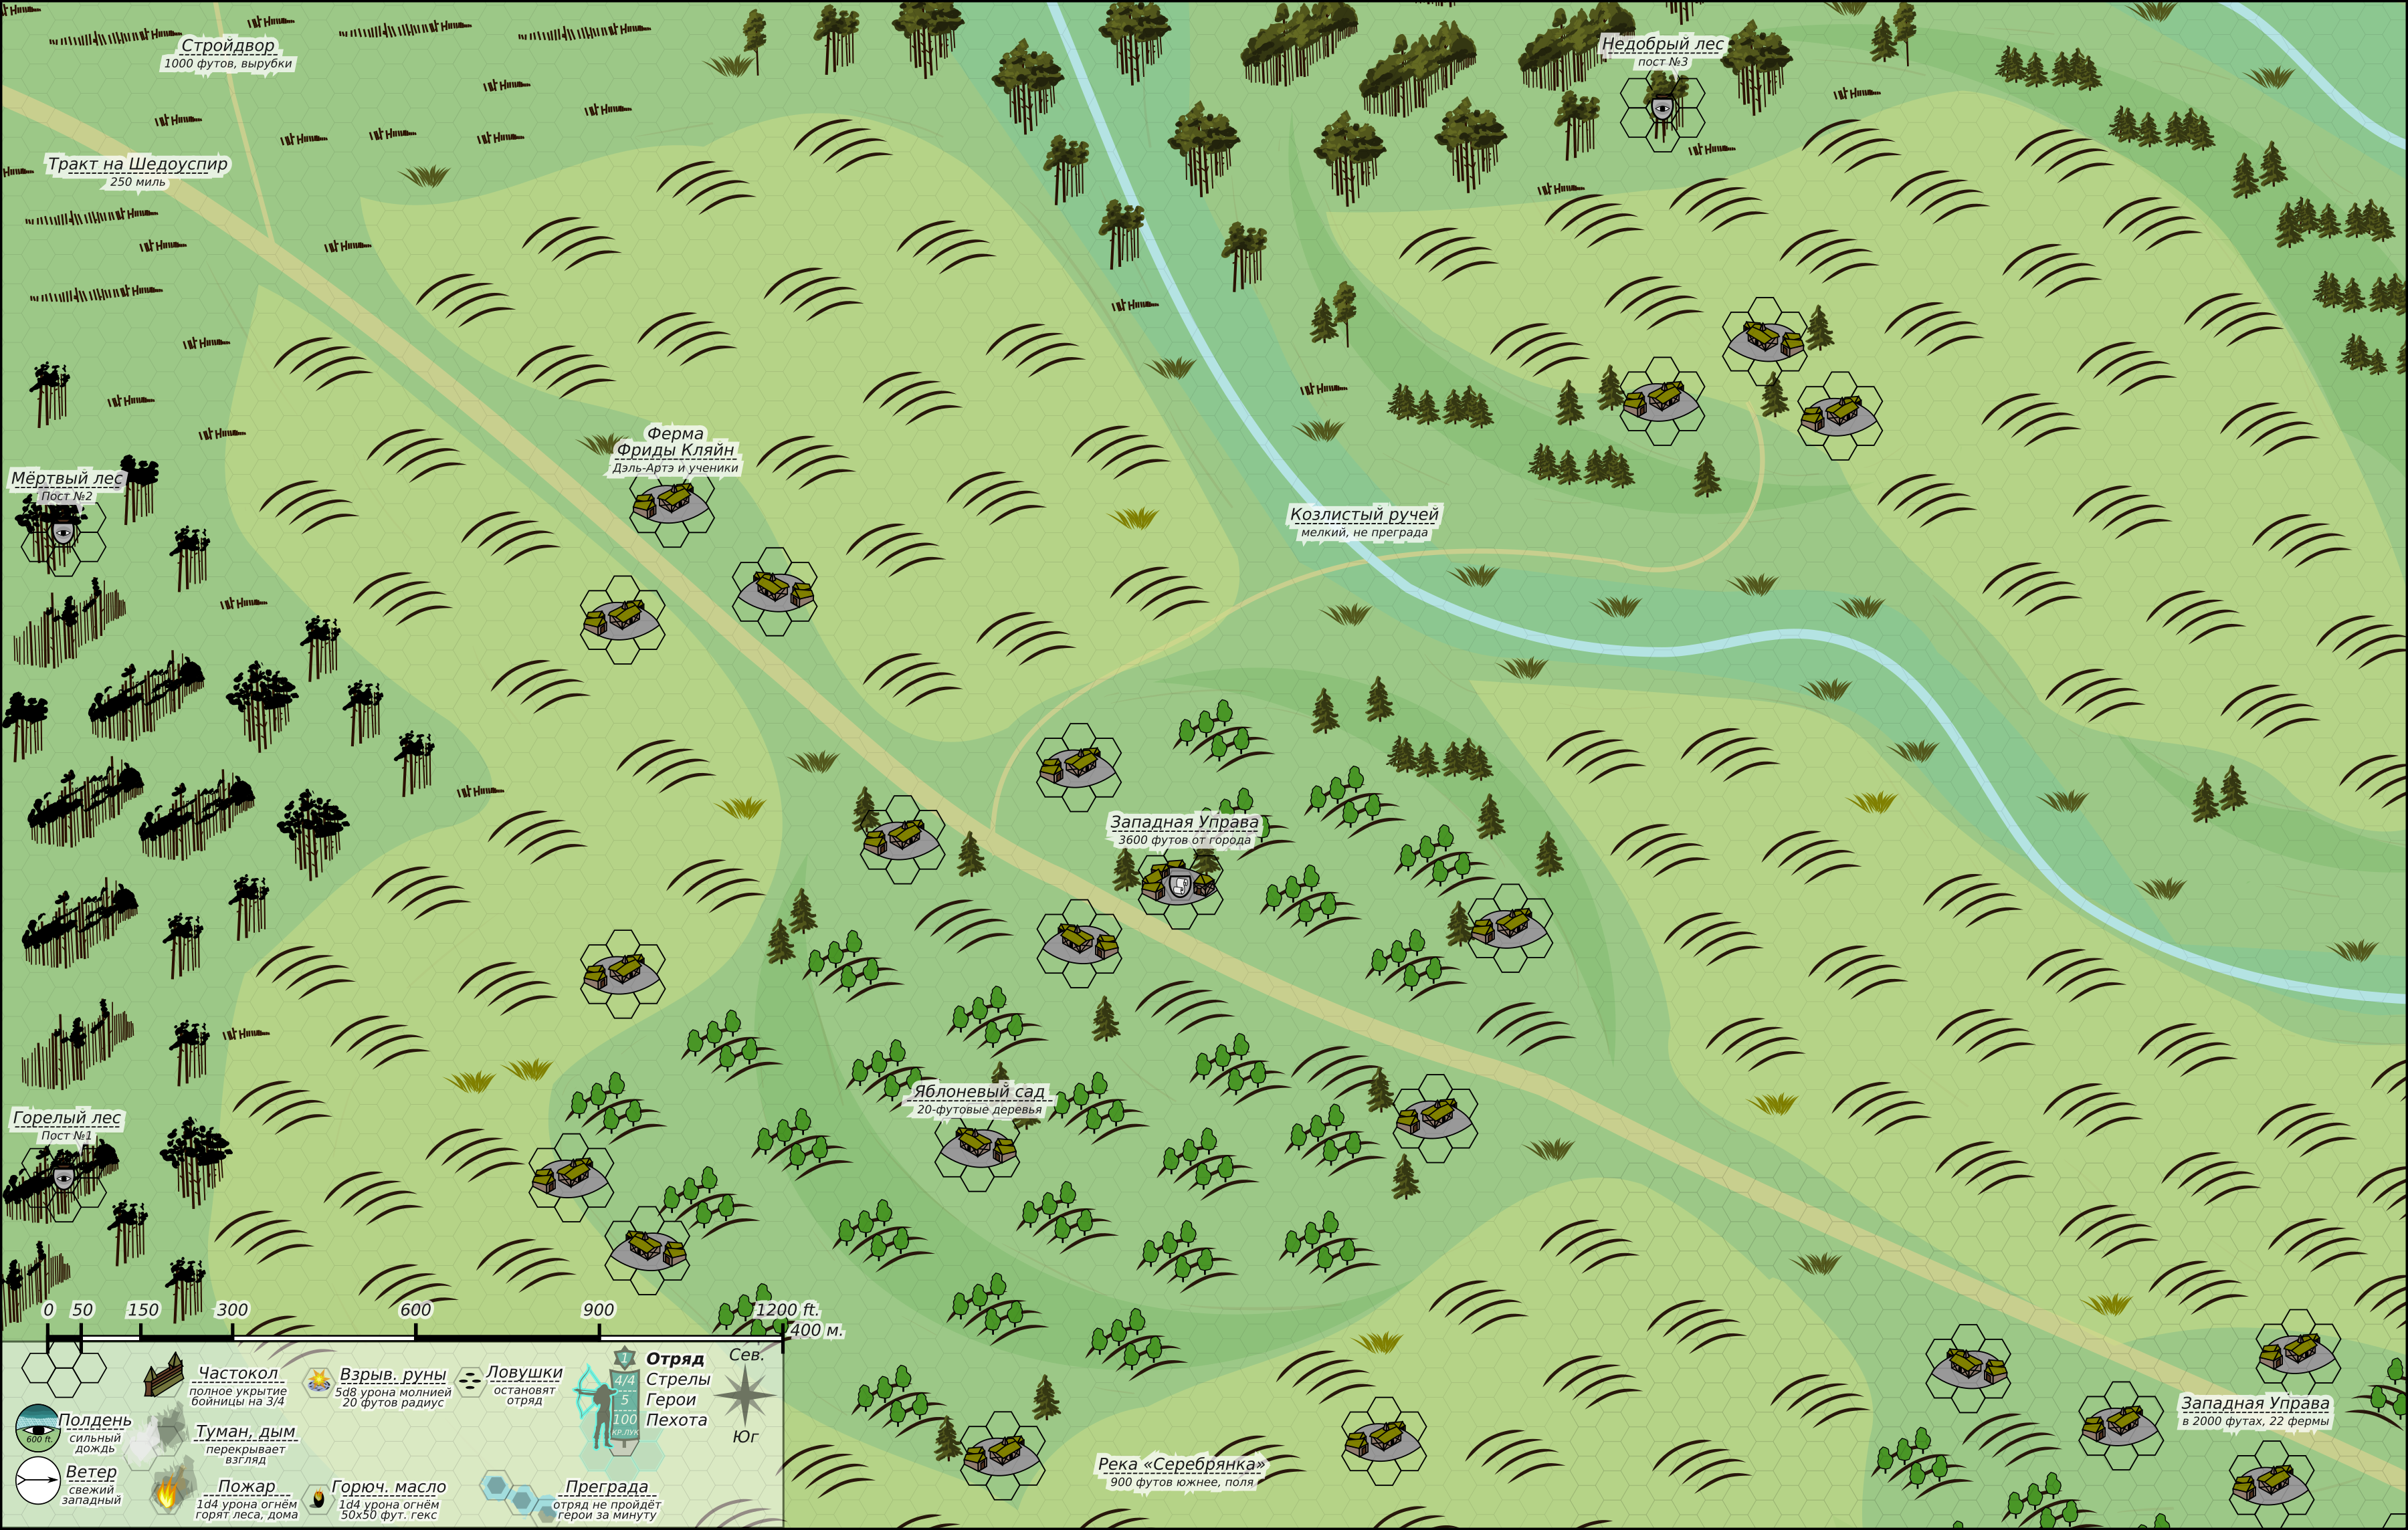 Стройдвор
1000 футов, вырубки
Недобрый лес
пост №3
Тракт на Шедоуспир
250 миль
Ферма
Фриды Кляйн
Дэль-Артэ и ученики
Мёртвый лес
Пост №2
Козлистый ручей
мелкий, не преграда
Западная Управа
3600 футов от города
Яблоневый сад
20-футовые деревья
Горелый лес
Пост №1
0 50 150 300 600 900 1200 ft.
400 м.
Частокол
полное укрытие
бойницы на 3/4
Взрыв. руны
5d8 урона молнией
20 футов радиус
Ловушки
остановят
отряд
1
4/4
5
100
КР.ЛУК
Отряд
Стрелы
Герои
Пехота
Сев.
Юг
600 ft.
Полдень
сильный
дождь
Туман, дым
перекрывает
взгляд
Ветер
свежий
западный
Пожар
1d4 урона огнём
горят леса, дома
Горюч. масло
1d4 урона огнём
50x50 фут. гекс
Преграда
отряд не пройдёт
герои за минуту
Река «Серебрянка»
900 футов южнее, поля
Западная Управа
в 2000 футах, 22 фермы